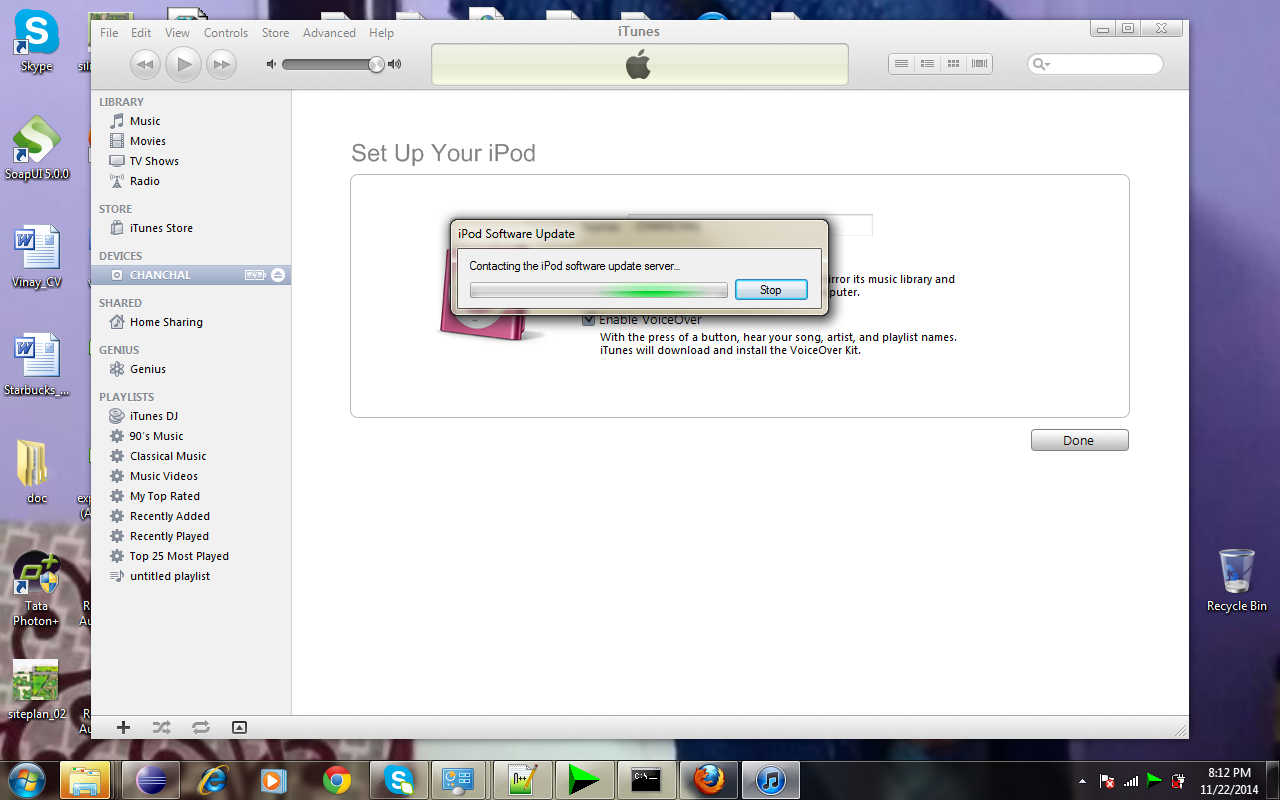 File Edit View Controls Store Advanced Help
iTunes
LIBRARY
Music
Movies
TV Shows
Radio
STORE
iTunes Store
DEVICES
CHANCHAL
SHARED
Home Sharing
GENIUS
Genius
PLAYLISTS
iTunes DJ
90's Music
Classical Music
Music Videos
My Top Rated
Recently Added
Recently Played
Top 25 Most Played
untitled playlist
Set Up Your iPod
iPod Software Update
Contacting the iPod software update server...
Stop
its music library and
Enable VoiceOver
With the press of a button, hear your song, artist, and playlist names.
iTunes will download and install the VoiceOver Kit.
Done
Skype
SoapUI 5.0.0
Vinay_CV
Starbucks_...
doc
Tata
Photon+
siteplan_02
Recycle Bin
C:\_
8:12 PM
11/22/2014